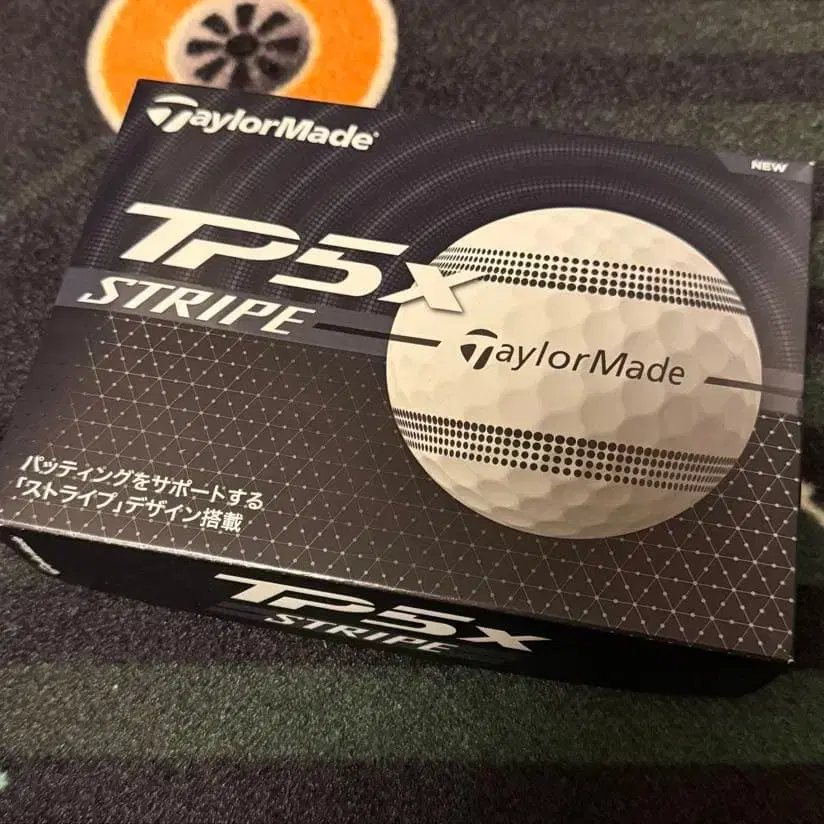 TaylorMade
NEW
TP5x
STRIPE
TaylorMade
パッティングをサポートする
「ストライプ」デザイン搭載
TP5x
STRIPE